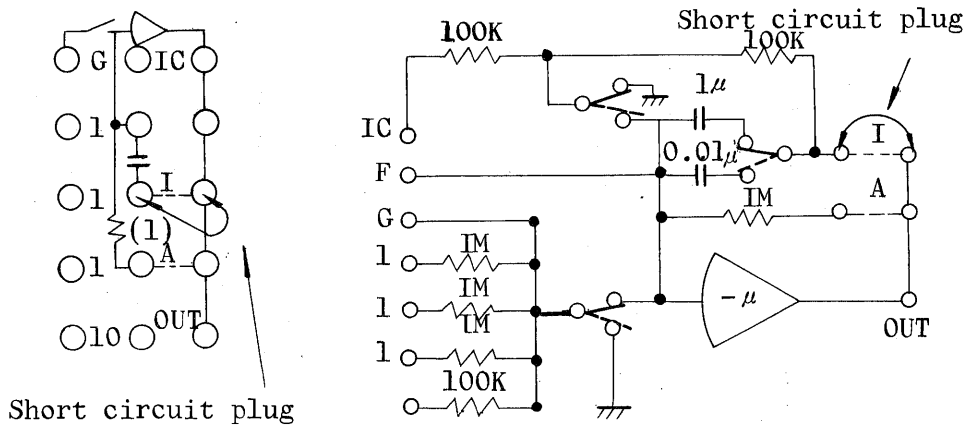 G IC
1
1 I
(1)
1 A
10 OUT
Short circuit plug
Short circuit plug
100K 100K
1μ
IC
0.01μ
I
F
A
G 1M
1 1M
1 1M
1 1M
100K
-μ
OUT